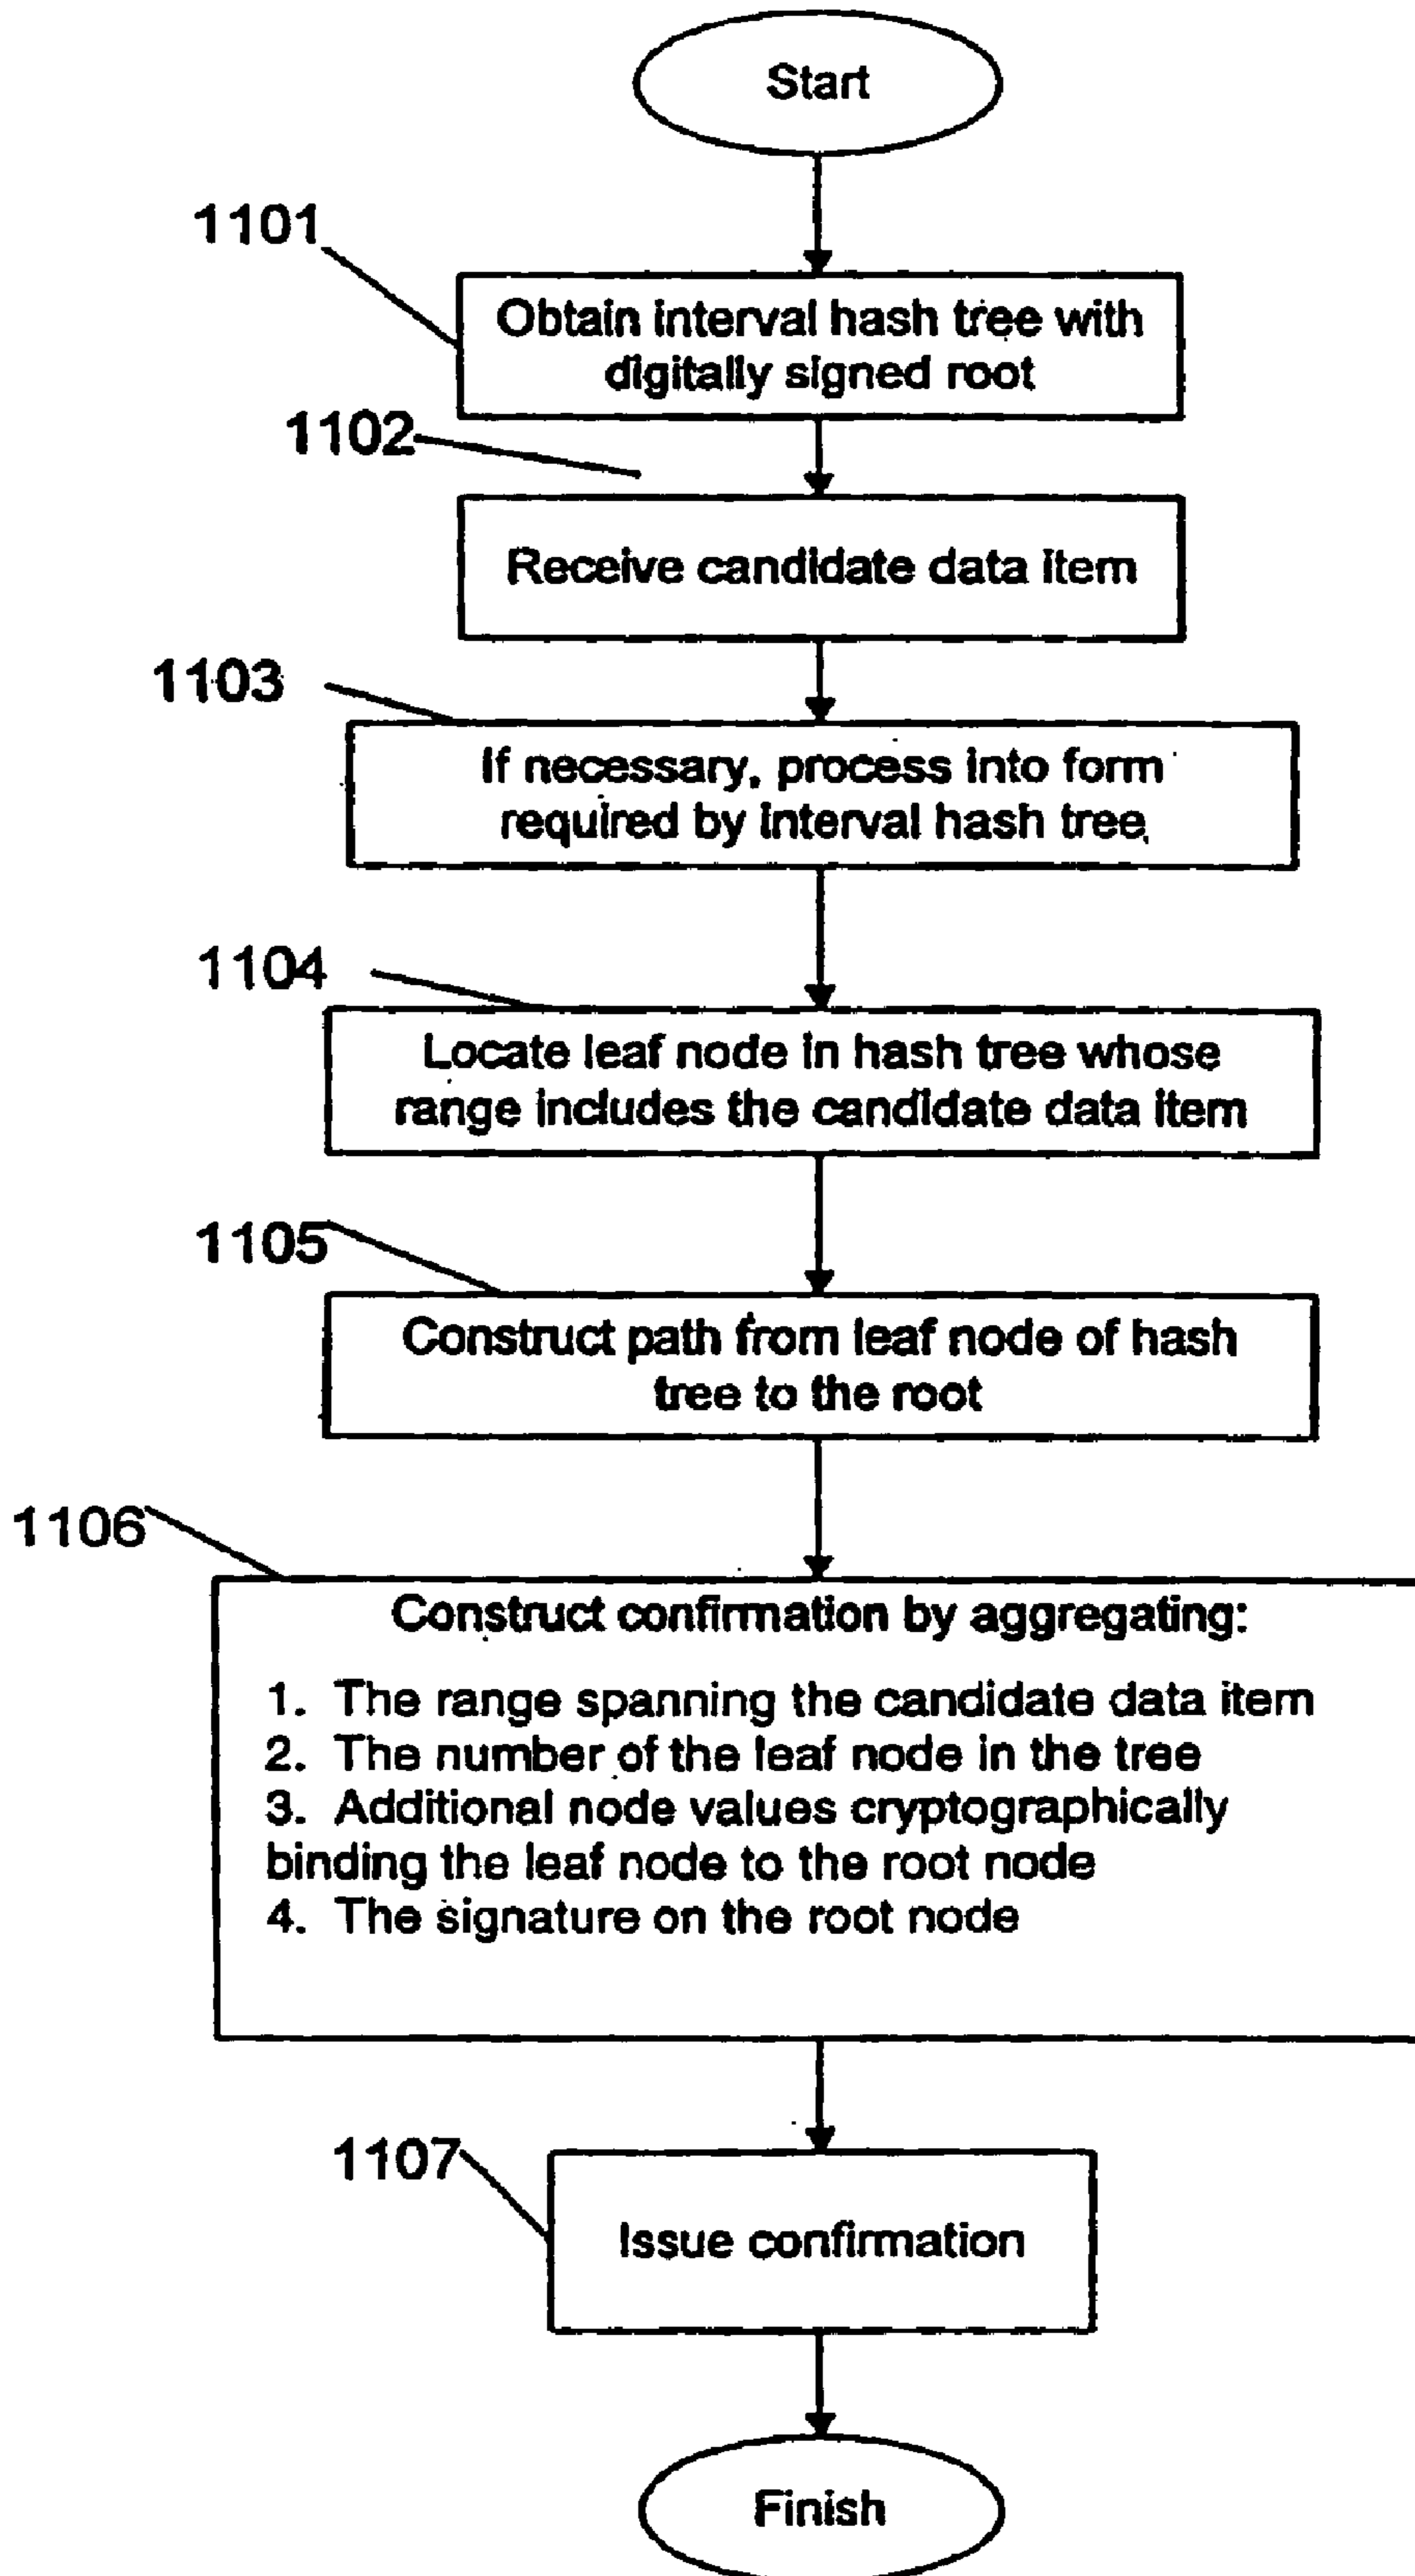 Start
1101
Obtain interval hash tree with
digitally signed root
1102
Receive candidate data item
1103
If necessary, process into form
required by interval hash tree
1104
Locate leaf node in hash tree whose
range includes the candidate data item
1105
Construct path from leaf node of hash
tree to the root
1106
Construct confirmation by aggregating:
1. The range spanning the candidate data item
2. The number of the leaf node in the tree
3. Additional node values cryptographically
binding the leaf node to the root node
4. The signature on the root node
1107
Issue confirmation
Finish